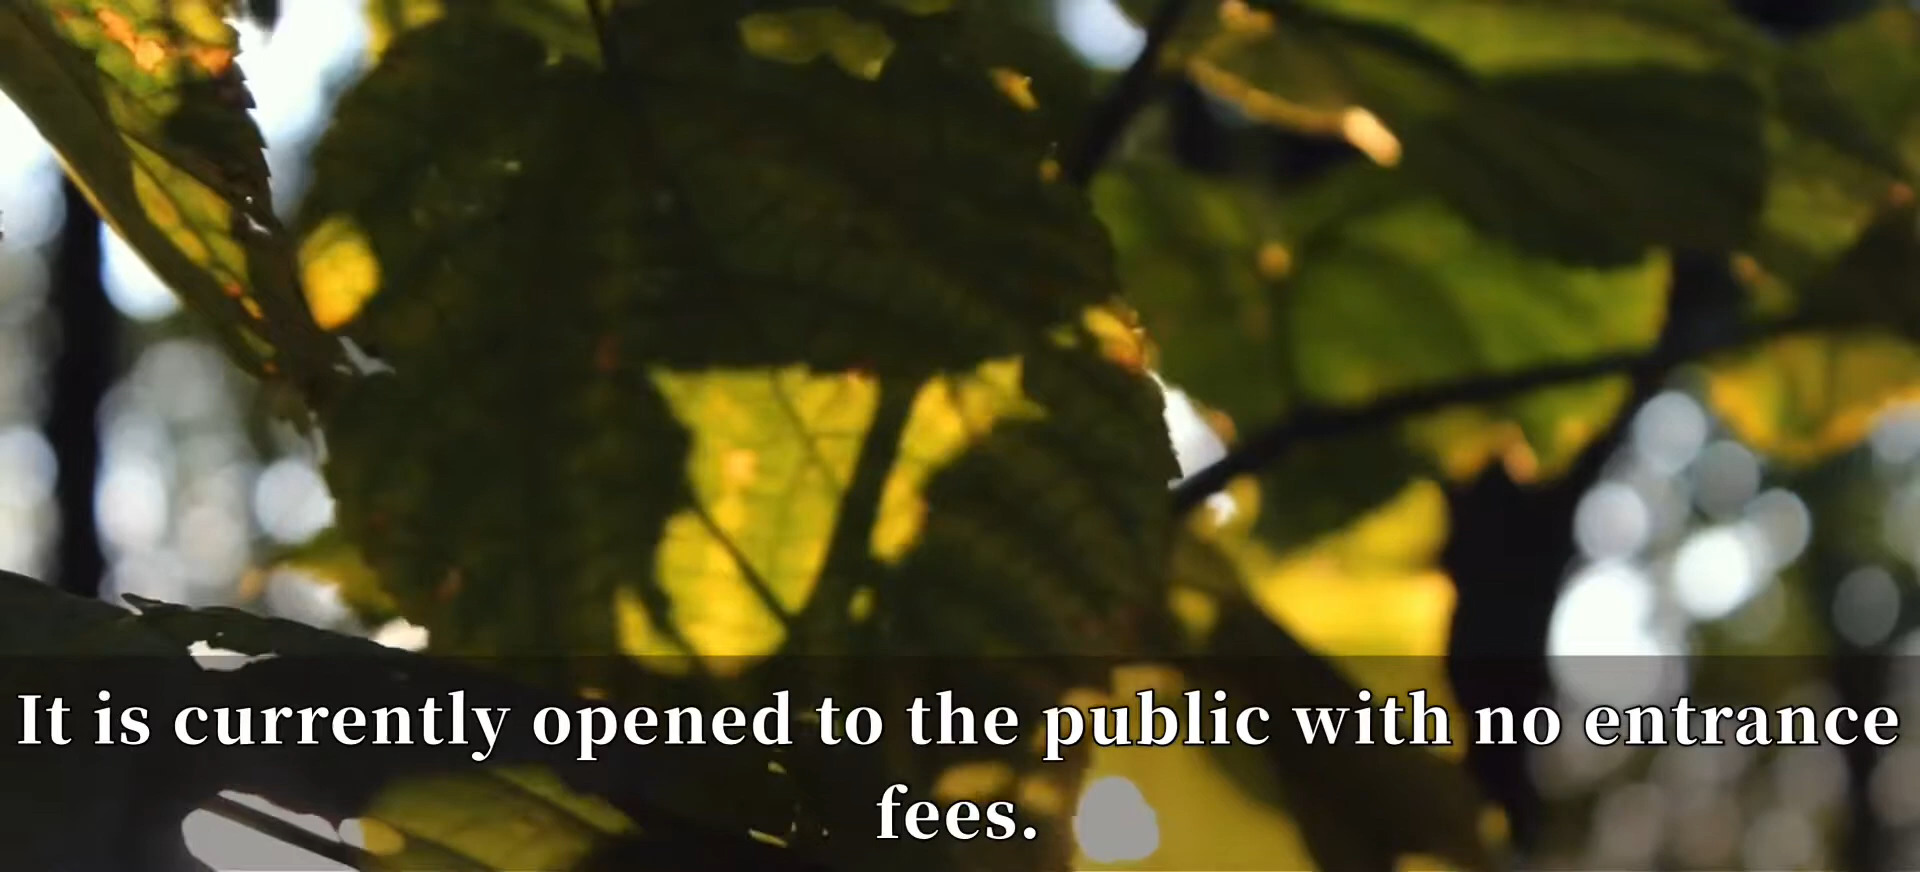 It is currently opened to the public with no entrance
fees.